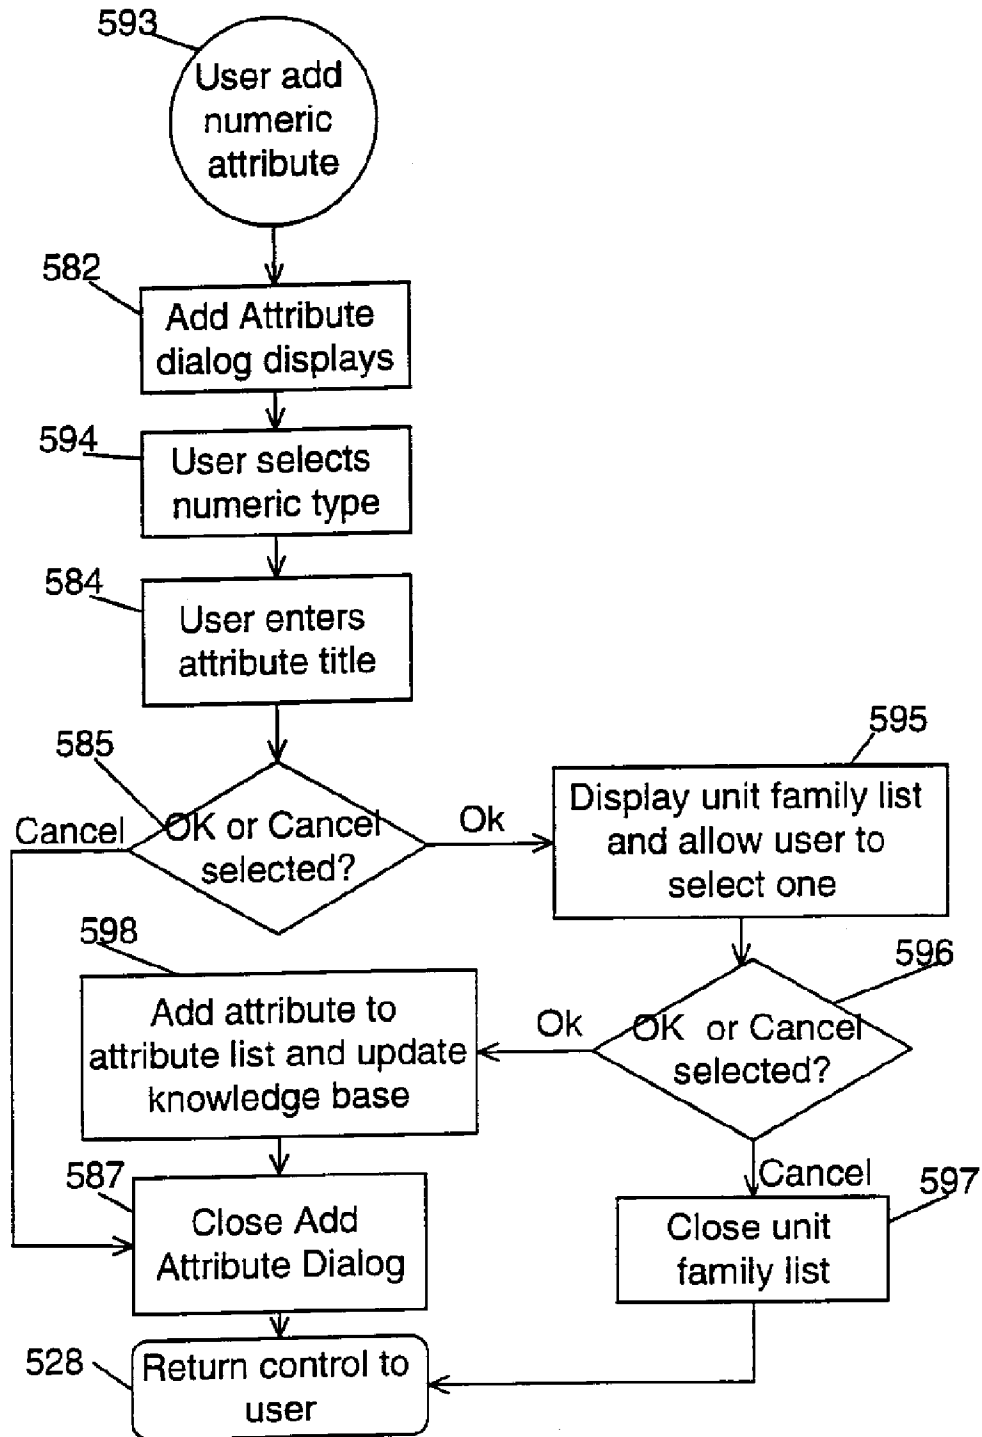 593
User add
numeric
attribute
582
Add Attribute
dialog displays
594
User selects
numeric type
584
User enters
attribute title
585
OK or Cancel
selected?
Cancel
Ok
595
Display unit family list
and allow user to
select one
596
OK or Cancel
selected?
Ok
Cancel
598
Add attribute to
attribute list and update
knowledge base
597
Close unit
family list
587
Close Add
Attribute Dialog
528
Return control to
user